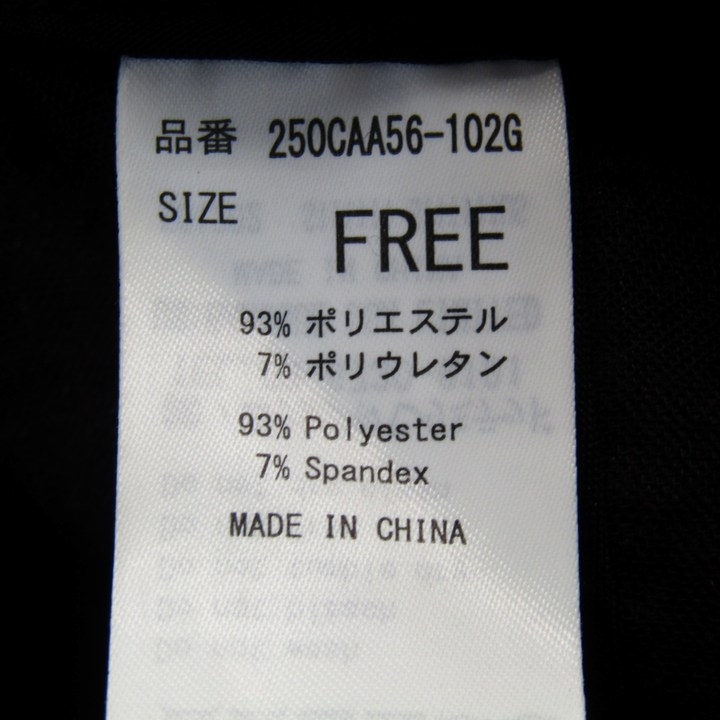 品番 250CAA56-102G
SIZE FREE
93% ポリエステル
7% ポリウレタン
93% Polyester
7% Spandex
MADE IN CHINA